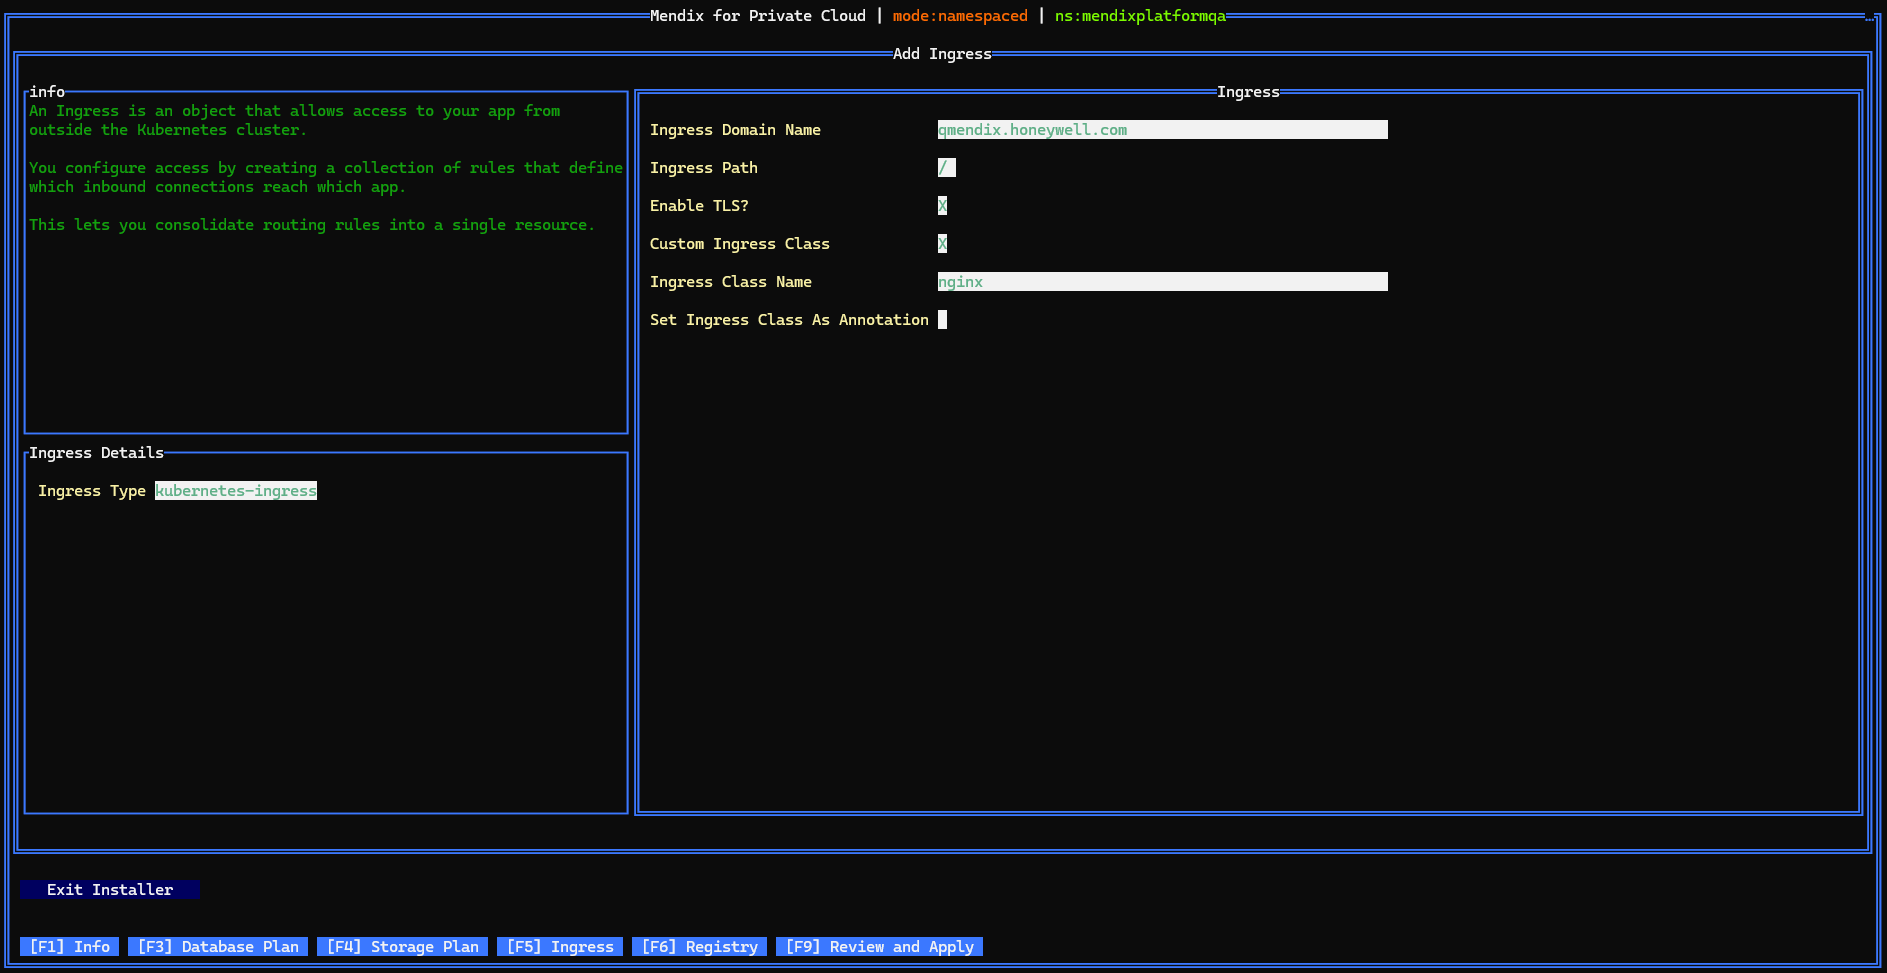 Mendix for Private Cloud | mode:namespaced | ns:mendixplatformqa
Add Ingress
info
An Ingress is an object that allows access to your app from
outside the Kubernetes cluster.
You configure access by creating a collection of rules that define
which inbound connections reach which app.
This lets you consolidate routing rules into a single resource.
Ingress Details
Ingress Type kubernetes-ingress
Ingress
Ingress Domain Name qmendix.honeywell.com
Ingress Path /
Enable TLS? X
Custom Ingress Class X
Ingress Class Name nginx
Set Ingress Class As Annotation
Exit Installer
[F1] Info [F3] Database Plan [F4] Storage Plan [F5] Ingress [F6] Registry [F9] Review and Apply